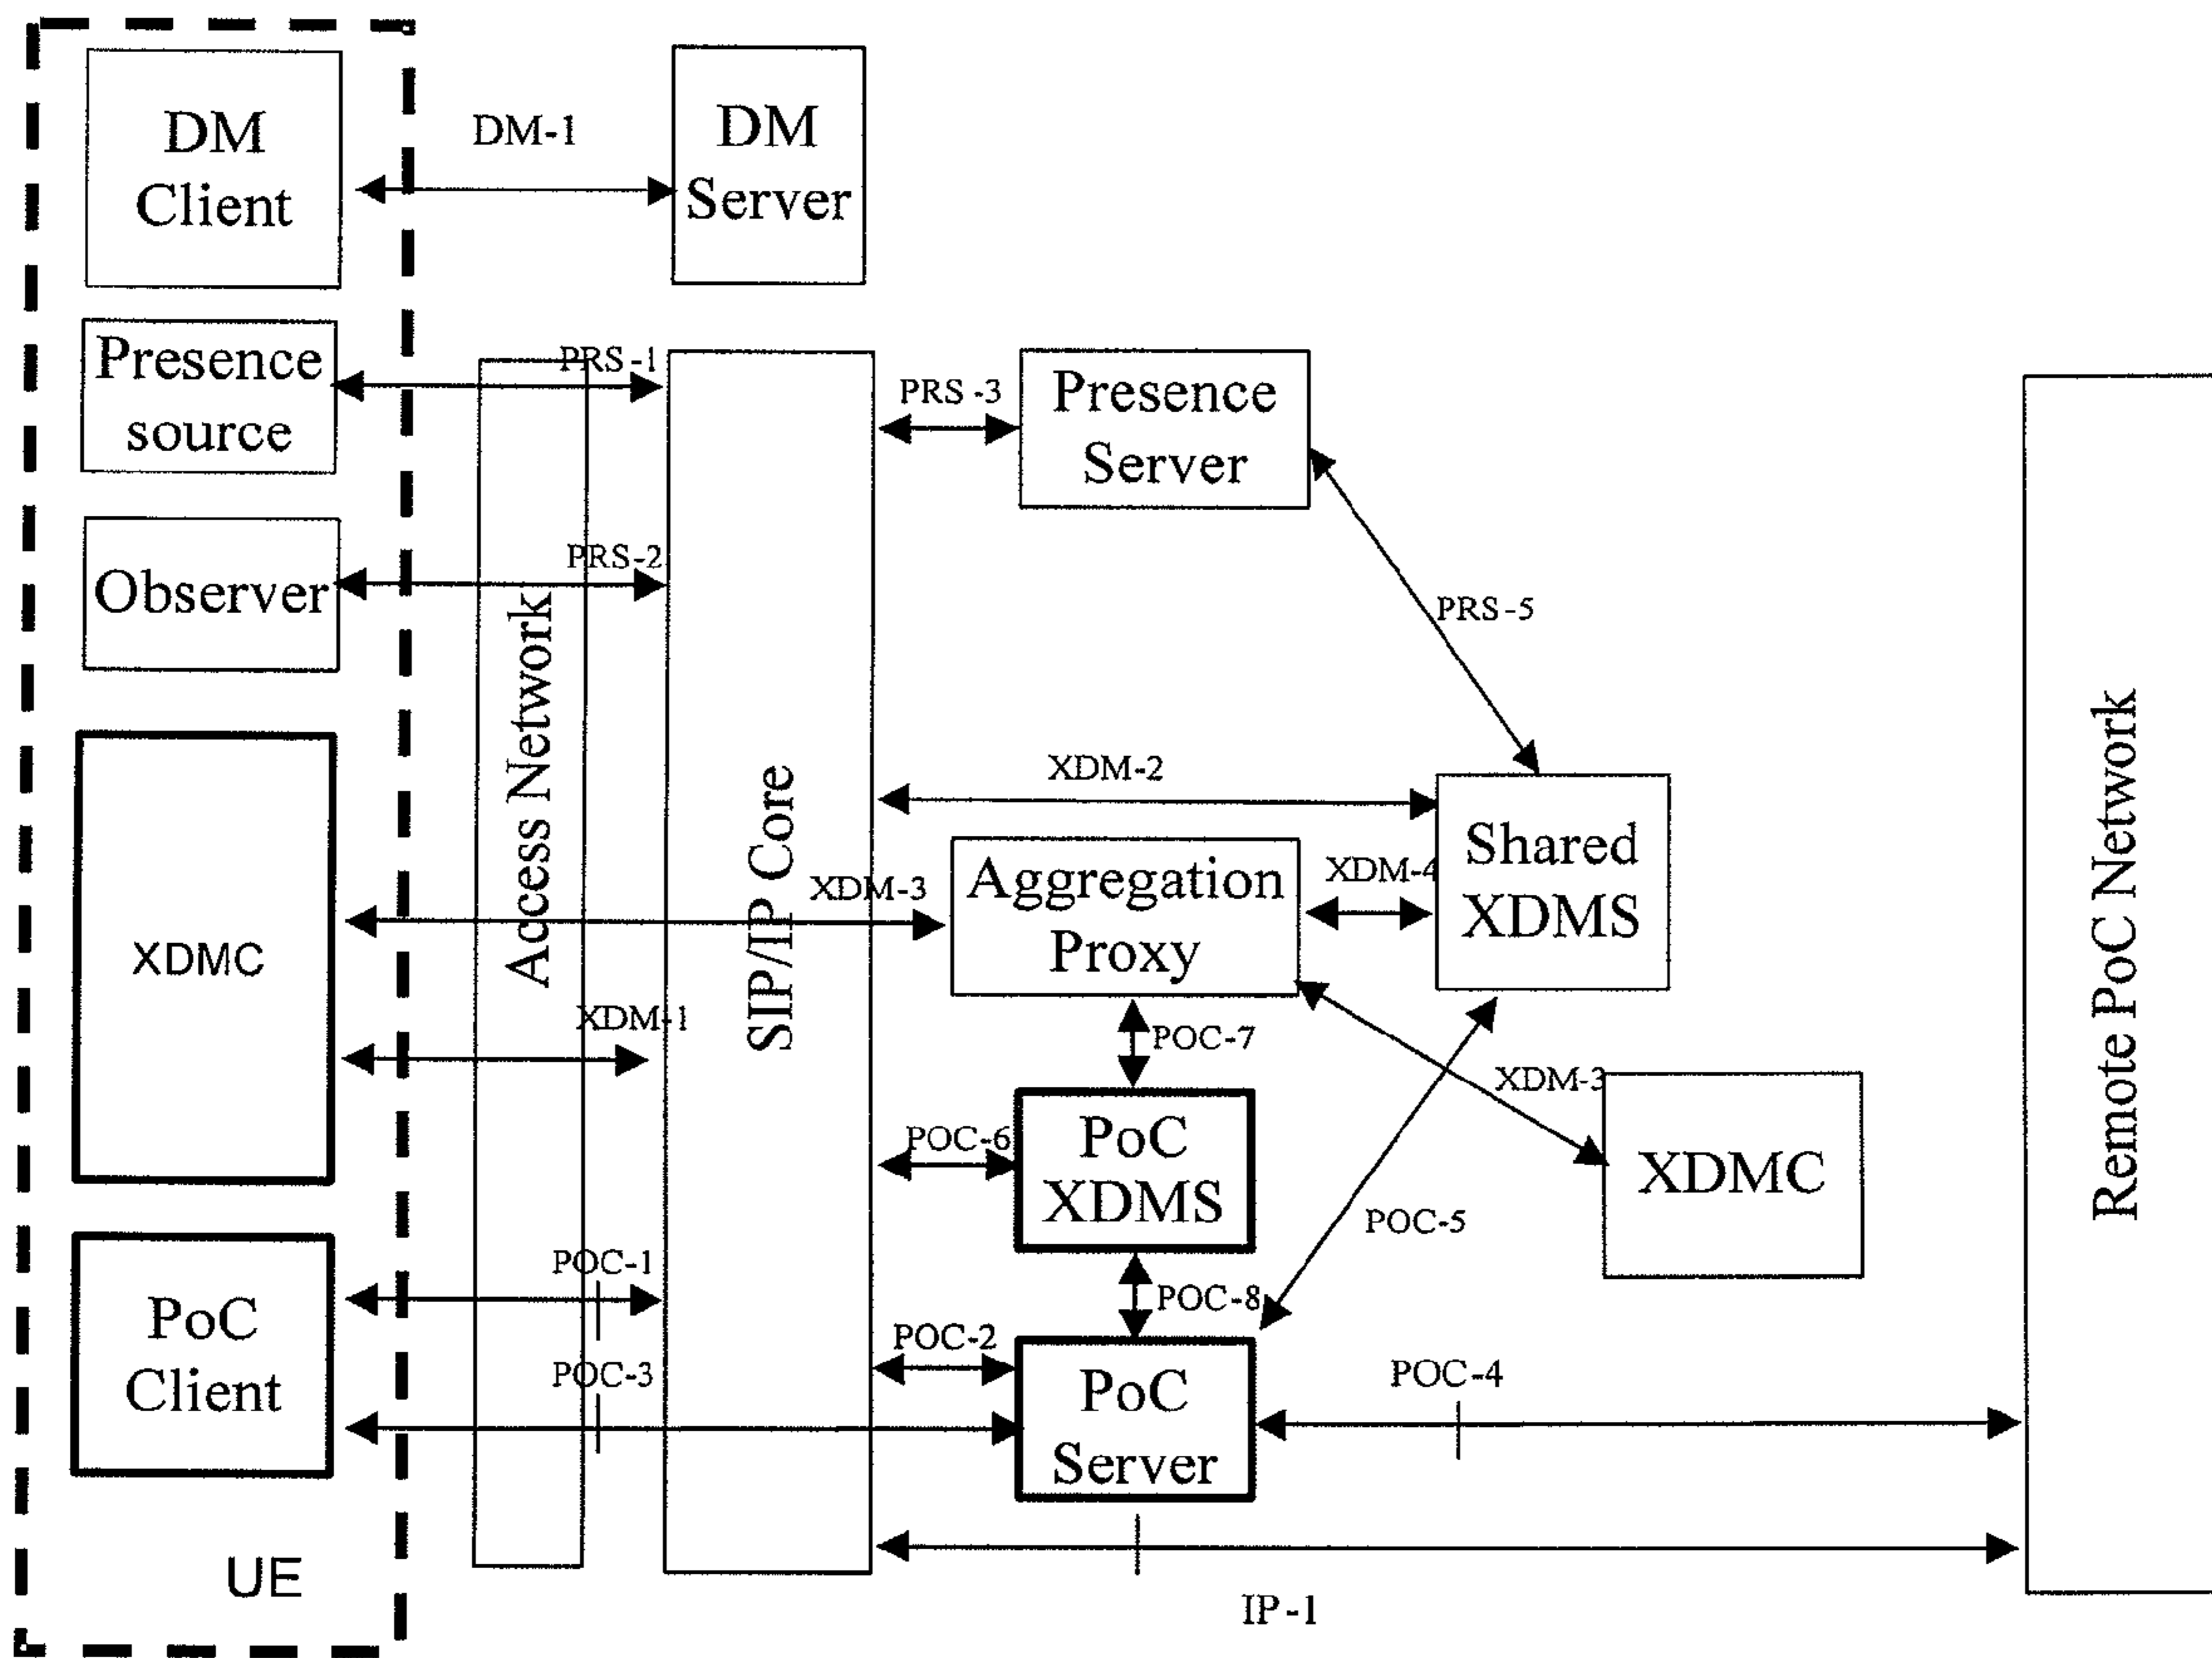 DM
Client
DM-1
DM
Server
Presence
source
PRS-1
PRS-3
Presence
Server
Observer
PRS-2
PRS-5
Access Network
SIP/IP Core
Remote PoC Network
XDMC
XDM-2
XDM-3
Aggregation
Proxy
XDM-4
Shared
XDMS
XDM-1
POC-7
XDM-3
POC-6
PoC
XDMS
XDMC
POC-5
PoC
Client
POC-1
POC-8
POC-2
POC-3
PoC
Server
POC-4
UE
IP-1